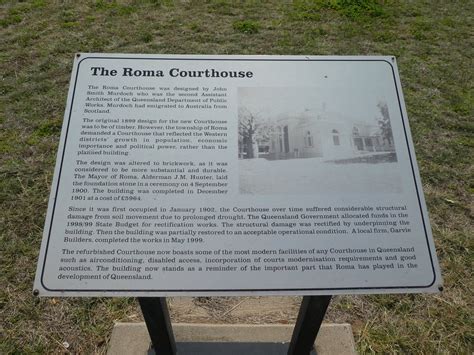 The Roma Courthouse
The Roma Courthouse was designed by John
Smith Murdoch who was the second Assistant
Architect of the Queensland Department of Public
Works. Murdoch had emigrated to Australia from
Scotland.
The original 1899 design for the new Courthouse
was to be of timber. However, the township of Roma
demanded a Courthouse that reflected the Western
districts' growth in population, economic
importance and political power, rather than the
planned building.
The design was altered to brickwork, as it was
considered to be more substantial and durable.
The Mayor of Roma, Alderman J.M. Hunter, laid
the foundation stone in a ceremony on 4 September
1900. The building was completed in December
1901 at a cost of £5984.
Since it was first occupied in January 1902, the Courthouse over time suffered considerable structural
damage from soil movement due to prolonged drought. The Queensland Government allocated funds in the
1998/99 State Budget for rectification works. The structural damage was rectified by underpinning the
building. Then the building was partially restored to an acceptable operational condition. A local firm, Garvie
Builders, completed the works in May 1999.
The refurbished Courthouse now boasts some of the most modern facilities of any Courthouse in Queensland
such as airconditioning, disabled access, incorporation of courts modernisation requirements and good
acoustics. The building now stands as a reminder of the important part that Roma has played in the
development of Queensland.